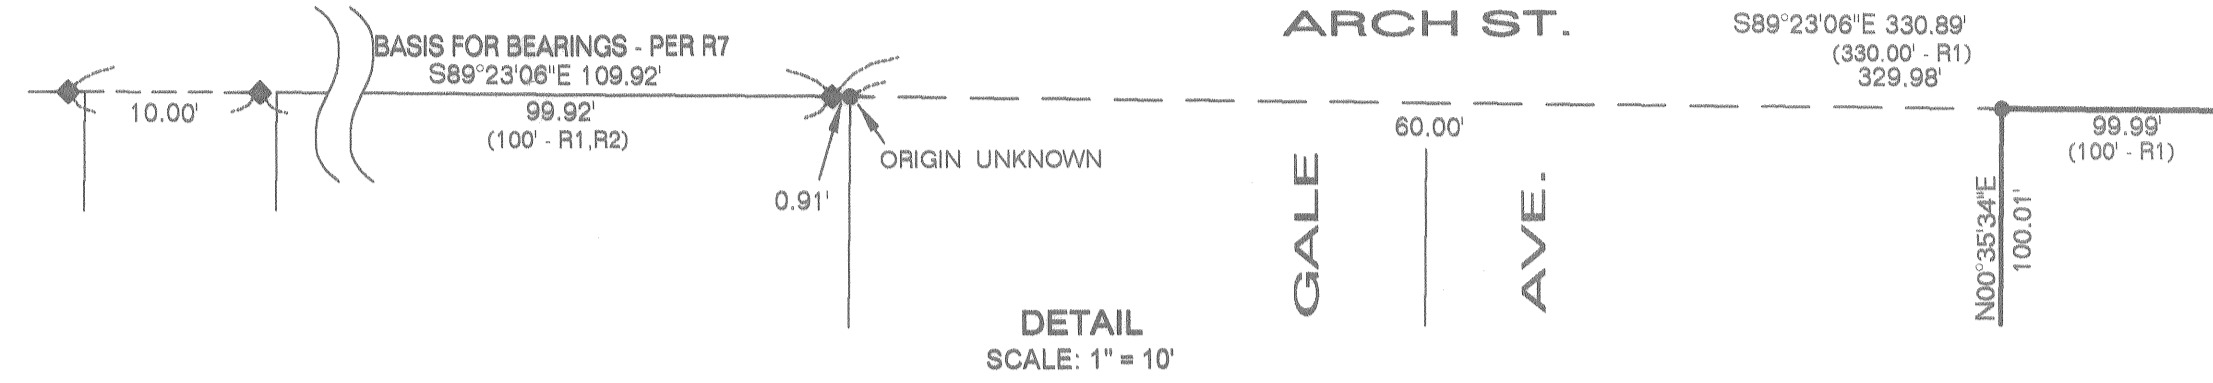 ARCH ST.
S89°23'06"E 330.89'
(330.00' - R1)
329.98'
BASIS FOR BEARINGS - PER R7
S89°23'06"E 109.92'
10.00'
99.92'
(100' - R1,R2)
60.00'
99.99'
(100' - R1)
ORIGIN UNKNOWN
0.91'
GALE
AVE.
N00°35'34"E
100.01'
DETAIL
SCALE: 1" = 10'